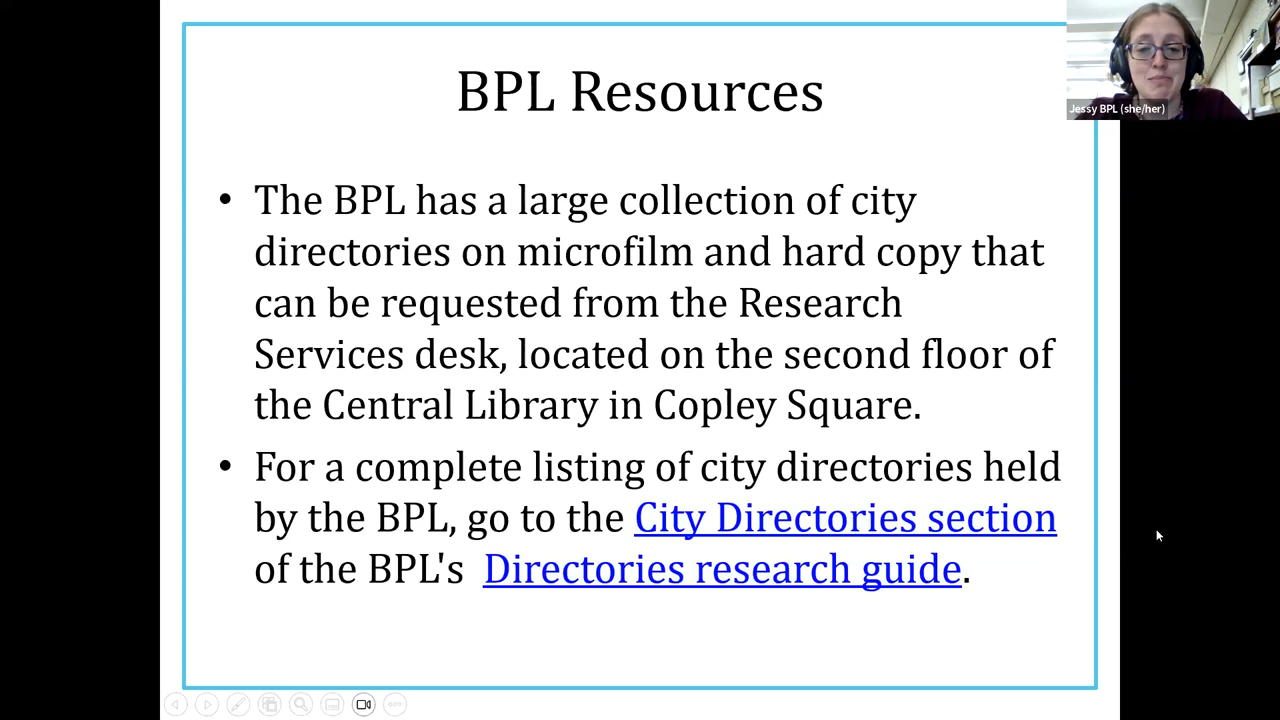 BPL Resources
Jessy BPL (she/her)
• The BPL has a large collection of city
directories on microfilm and hard copy that
can be requested from the Research
Services desk, located on the second floor of
the Central Library in Copley Square.
• For a complete listing of city directories held
by the BPL, go to the City Directories section
of the BPL's  Directories research guide.